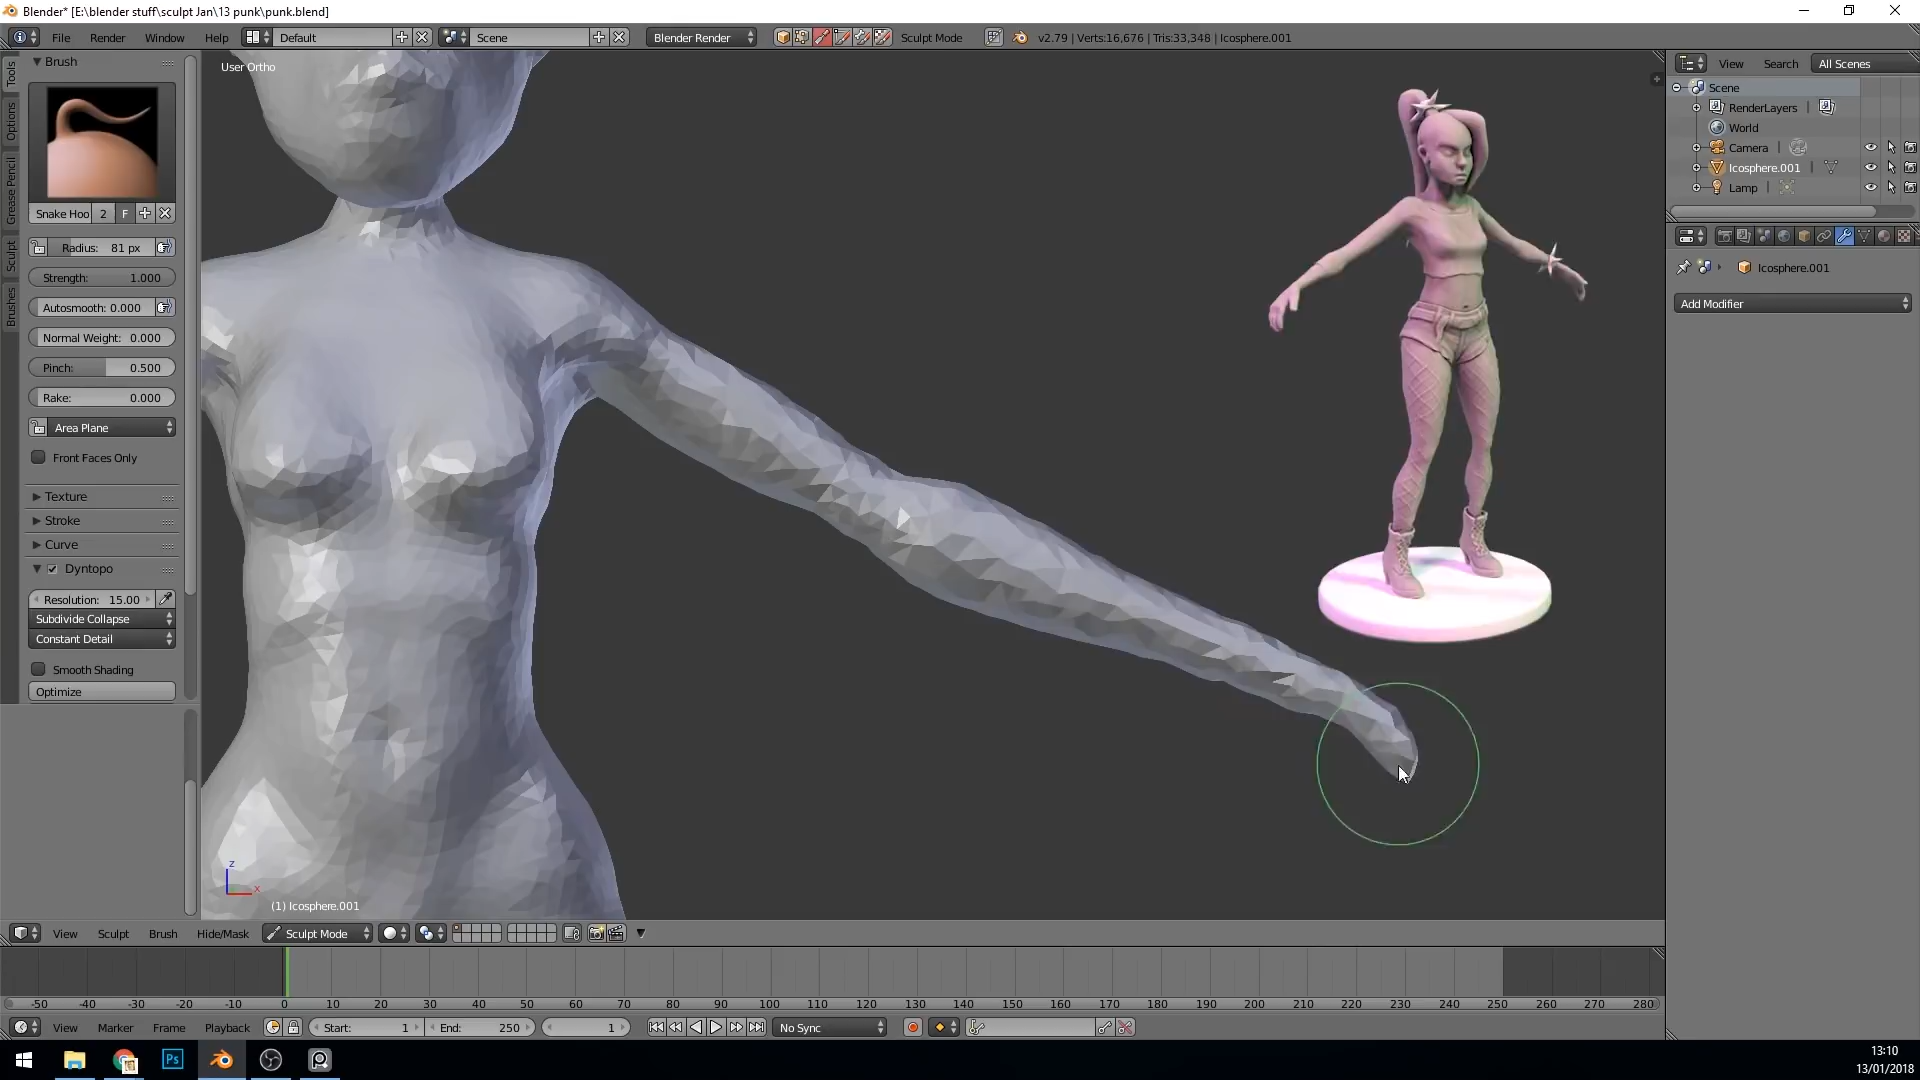 Blender* [E:\blender stuff\sculpt Jan\13 punk\punk.blend]
File Render Window Help Default Scene Blender Render Sculpt Mode v2.79 | Verts:16,676 | Tris:33,348 | Icosphere.001
Brush
User Ortho
Tools
Options
Grease Pencil
Sculpt
Brushes
Snake Hoo 2 F
Radius: 81 px
Strength: 1.000
Autosmooth: 0.000
Normal Weight: 0.000
Pinch: 0.500
Rake: 0.000
Area Plane
Front Faces Only
Texture
Stroke
Curve
Dyntopo
Resolution: 15.00
Subdivide Collapse
Constant Detail
Smooth Shading
Optimize
z
x
(1) Icosphere.001
View Search All Scenes
Scene
RenderLayers
World
Camera
Icosphere.001
Lamp
Icosphere.001
Add Modifier
View Sculpt Brush Hide/Mask Sculpt Mode
-50 -40 -30 -20 -10 0 10 20 30 40 50 60 70 80 90 100 110 120 130 140 150 160 170 180 190 200 210 220 230 240 250 260 270 280
View Marker Frame Playback Start: 1 End: 250 1 No Sync
Ps
13:10
13/01/2018